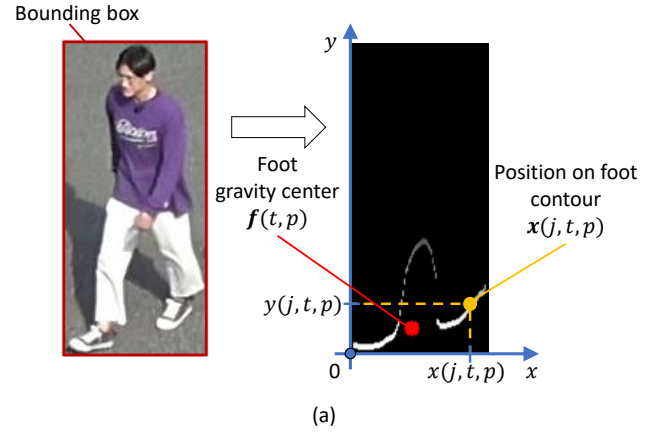 Bounding box
Foot
gravity center
𝒇(𝑡, 𝑝)
Position on foot
contour
𝒙(𝑗, 𝑡, 𝑝)
𝑦
𝑦(𝑗, 𝑡, 𝑝)
0
𝑥(𝑗, 𝑡, 𝑝)
𝑥
(a)